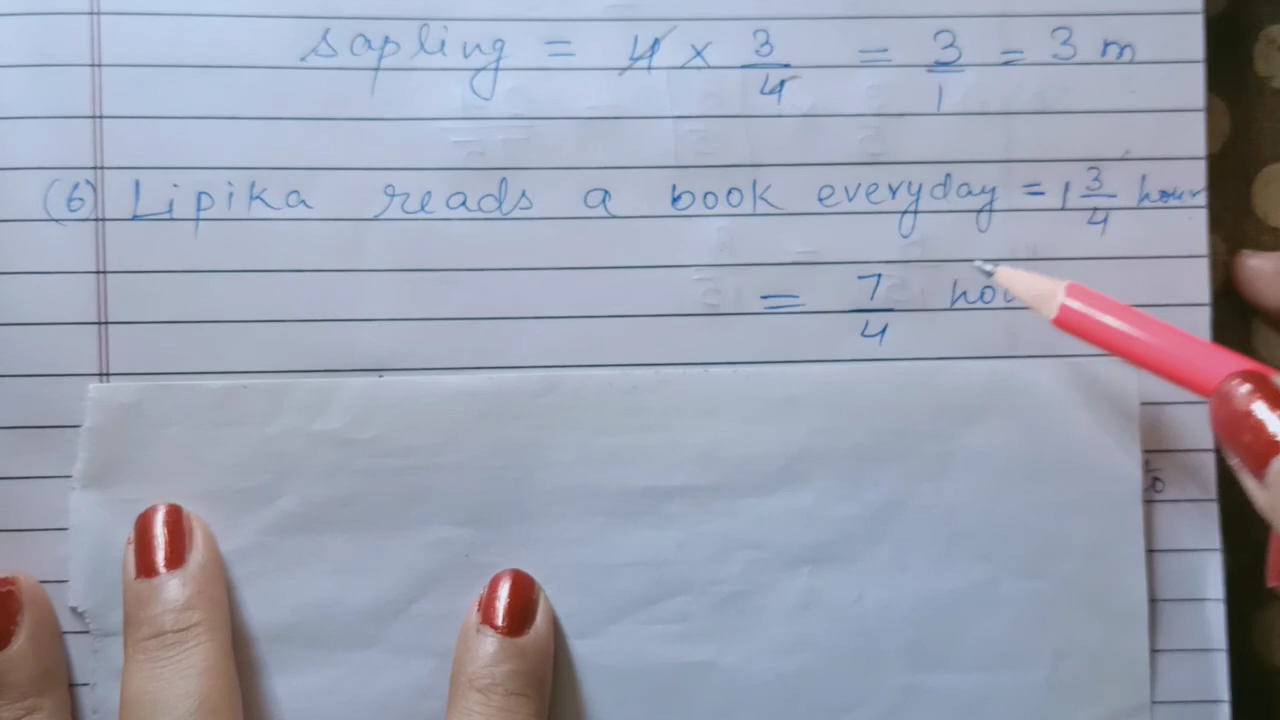 sapling = 4 × 3/4 = 3/1 = 3 m
(6) Lipika reads a book everyday = 1 3/4 hour
= 7/4